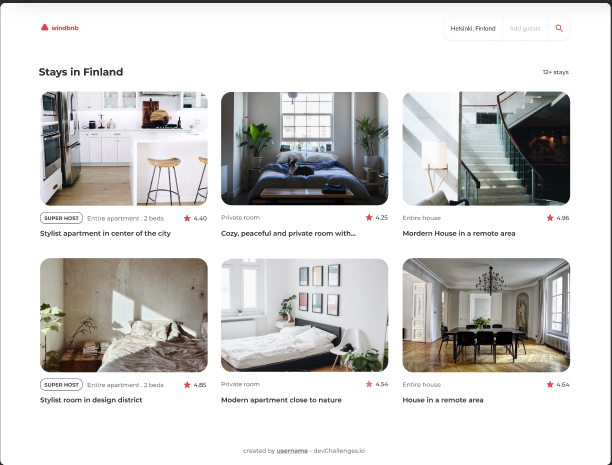 windbnb
Helsinki, Finland
Add guests
Stays in Finland
12+ stays
SUPER HOST Entire apartment . 2 beds 4.40
Stylist apartment in center of the city
Private room 4.25
Cozy, peaceful and private room with...
Entire house 4.96
Mordern House in a remote area
SUPER HOST Entire apartment . 2 beds 4.85
Stylist room in design district
Private room 4.54
Modern apartment close to nature
Entire house 4.64
House in a remote area
created by username - devChallenges.io